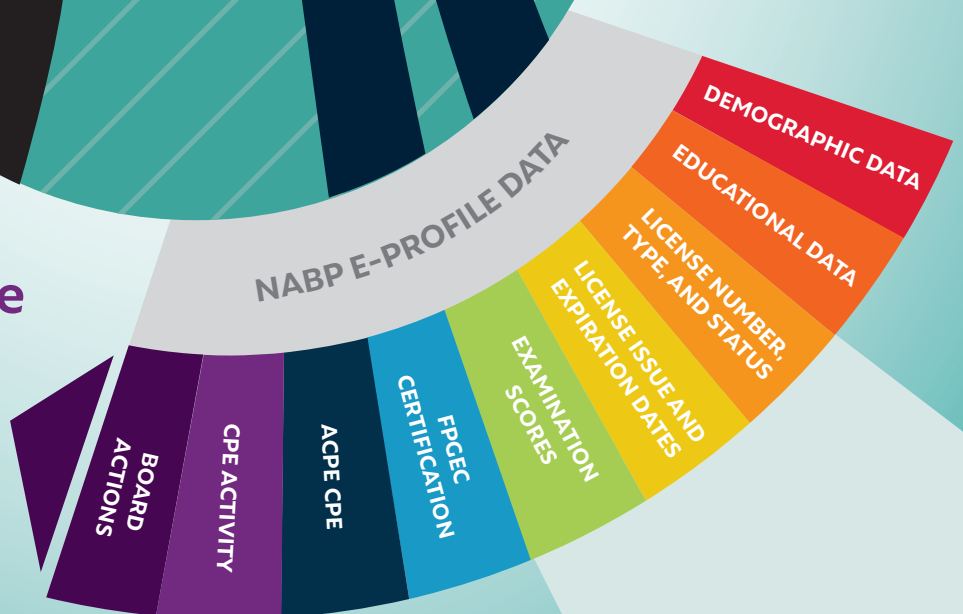 NABP E-PROFILE DATA
DEMOGRAPHIC DATA
EDUCATIONAL DATA
LICENSE NUMBER,
TYPE, AND STATUS
LICENSE ISSUE AND
EXPIRATION DATES
EXAMINATION
SCORES
FPGEC
CERTIFICATION
ACPE CPE
CPE ACTIVITY
BOARD
ACTIONS
e